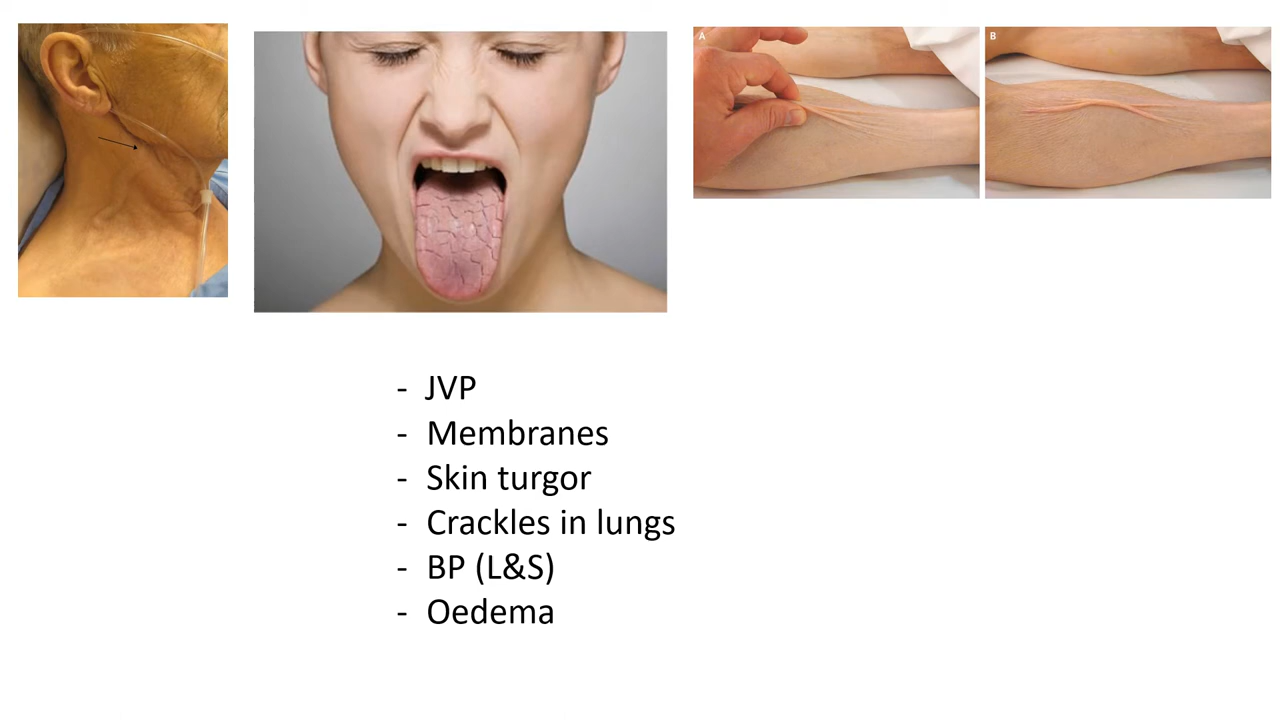 A
B
- JVP
- Membranes
- Skin turgor
- Crackles in lungs
- BP (L&S)
- Oedema